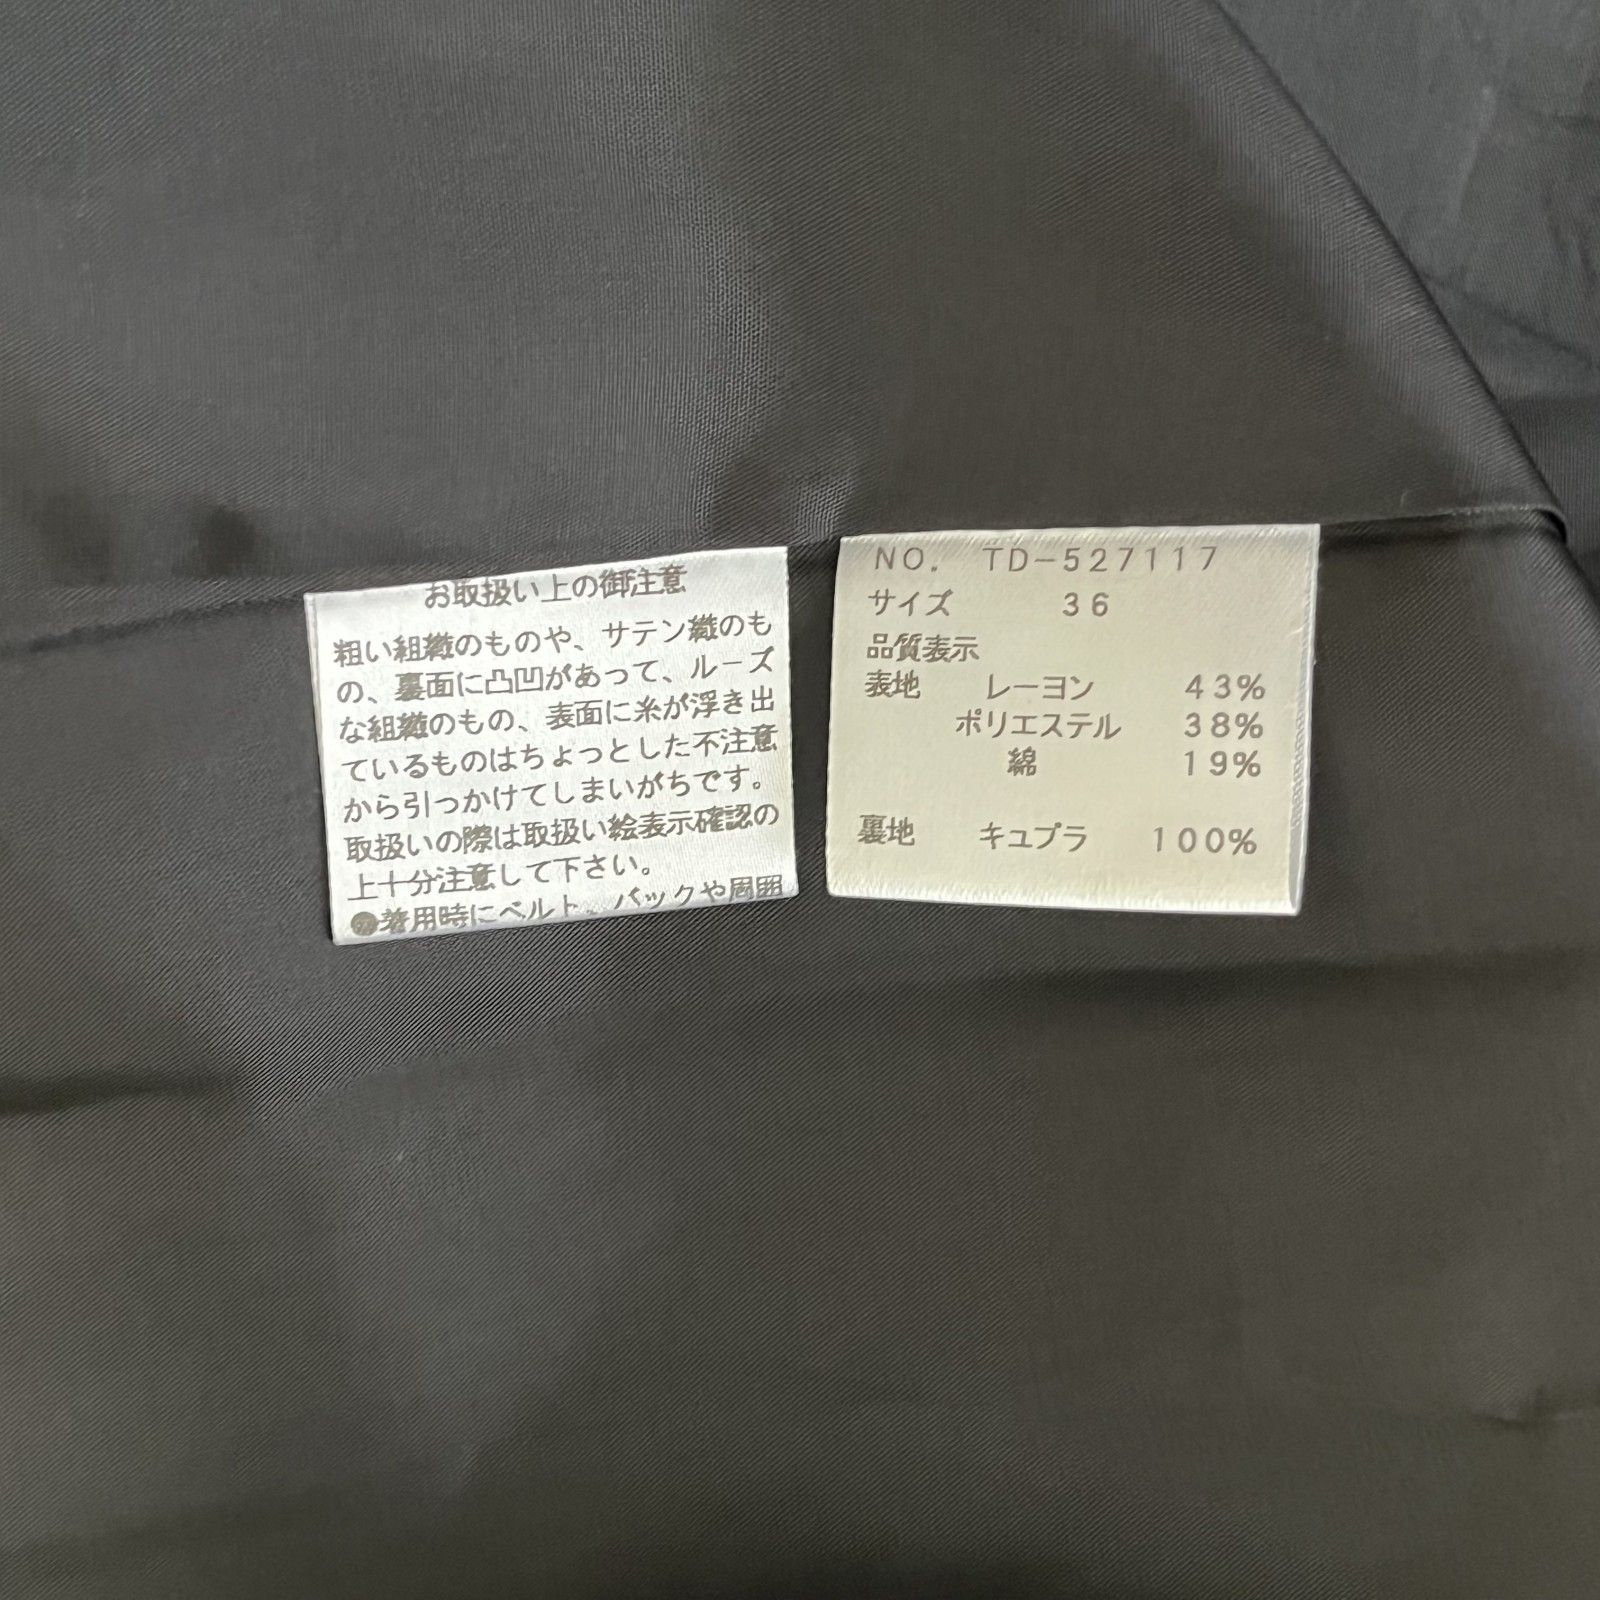 お取扱い上の御注意
粗い組織のものや、サテン織のも
の、裏面に凸凹があって、ルーズ
な組織のもの、表面に糸が浮き出
ているものはちょっとした不注意
から引っかけてしまいがちです。
取扱いの際は取扱い絵表示確認の
上十分注意して下さい。
●着用時にベルト、バックや周囲
NO. TD-527117
サイズ 36
品質表示
表地 レーヨン 43%
ポリエステル 38%
綿 19%
裏地 キュプラ 100%